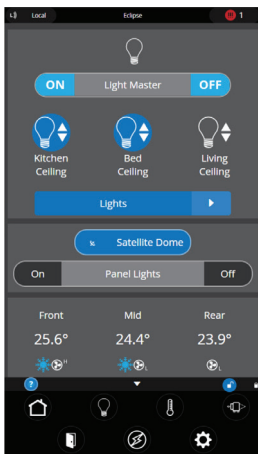 Local Eclipse 1
ON Light Master OFF
Kitchen Bed Living
Ceiling Ceiling Ceiling
Lights
Satellite Dome
On Panel Lights Off
Front Mid Rear
25.6° 24.4° 23.9°
H L L
?